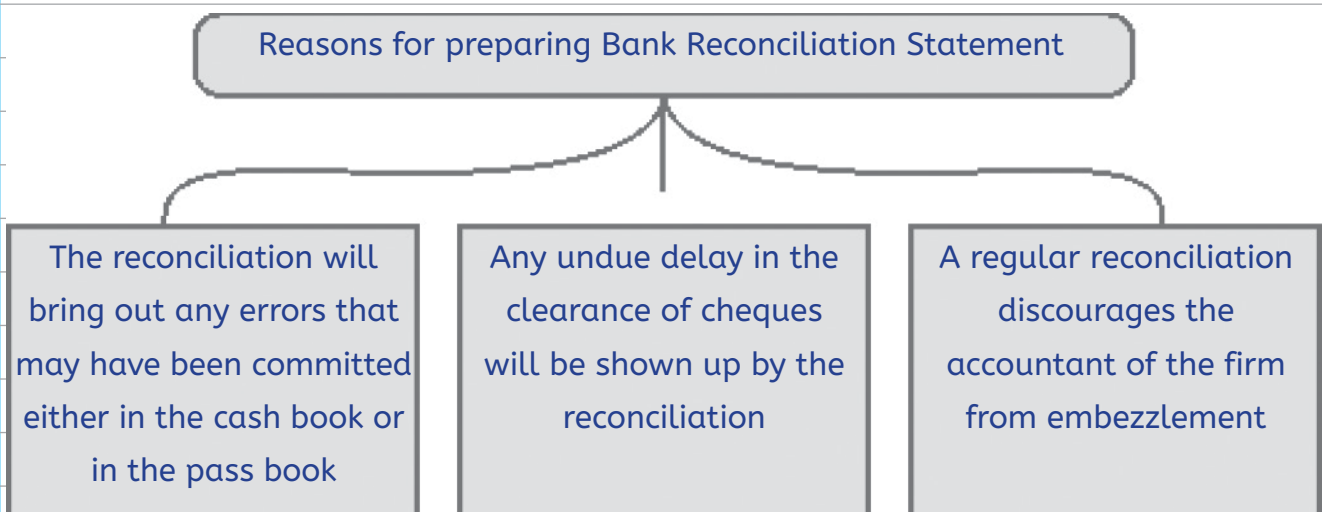 Reasons for preparing Bank Reconciliation Statement
The reconciliation will
bring out any errors that
may have been committed
either in the cash book or
in the pass book
Any undue delay in the
clearance of cheques
will be shown up by the
reconciliation
A regular reconciliation
discourages the
accountant of the firm
from embezzlement